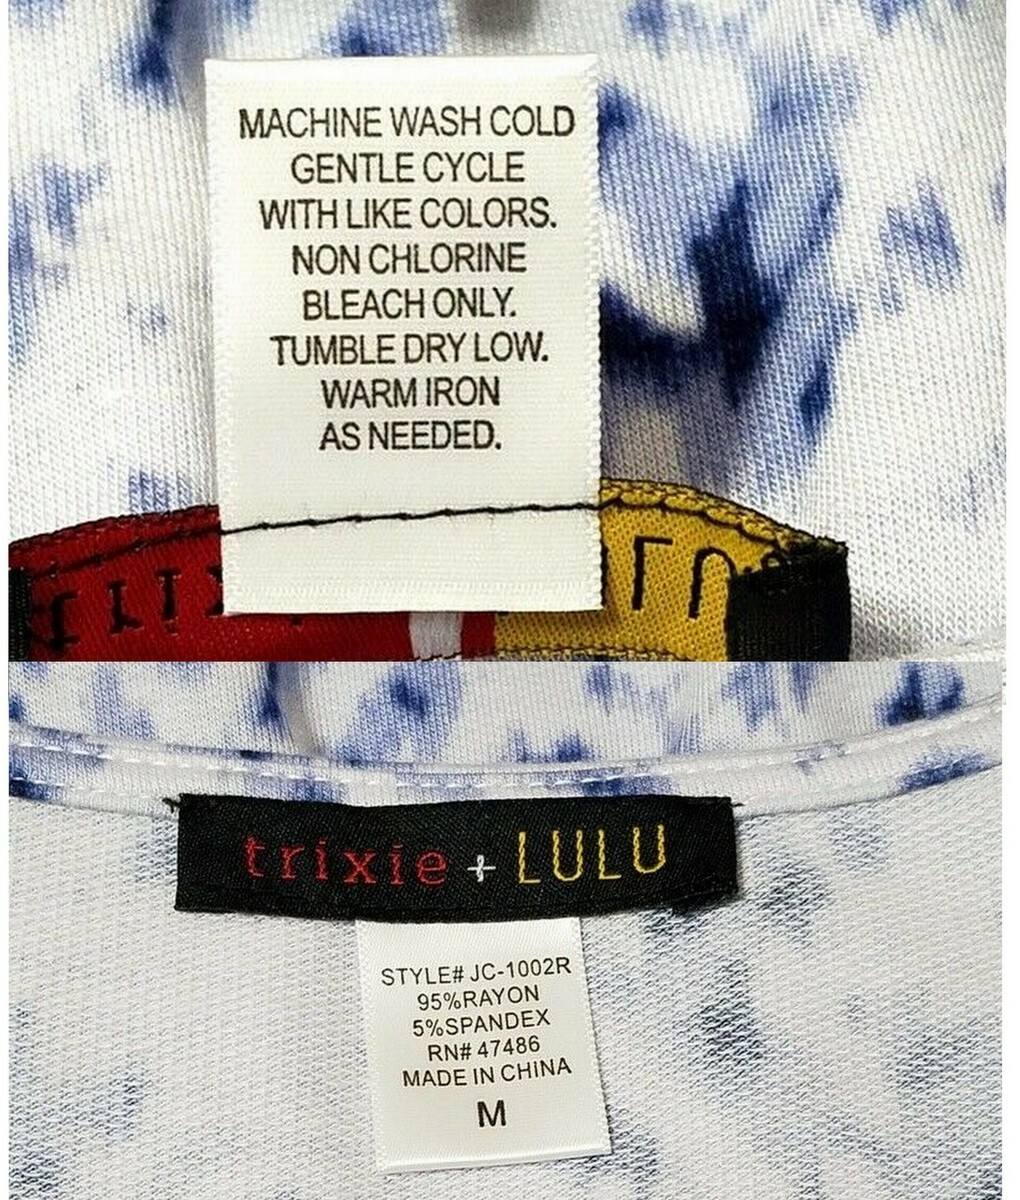 MACHINE WASH COLD
GENTLE CYCLE
WITH LIKE COLORS.
NON CHLORINE
BLEACH ONLY.
TUMBLE DRY LOW.
WARM IRON
AS NEEDED.
trixie + LULU
STYLE# JC-1002R
95%RAYON
5%SPANDEX
RN# 47486
MADE IN CHINA
M